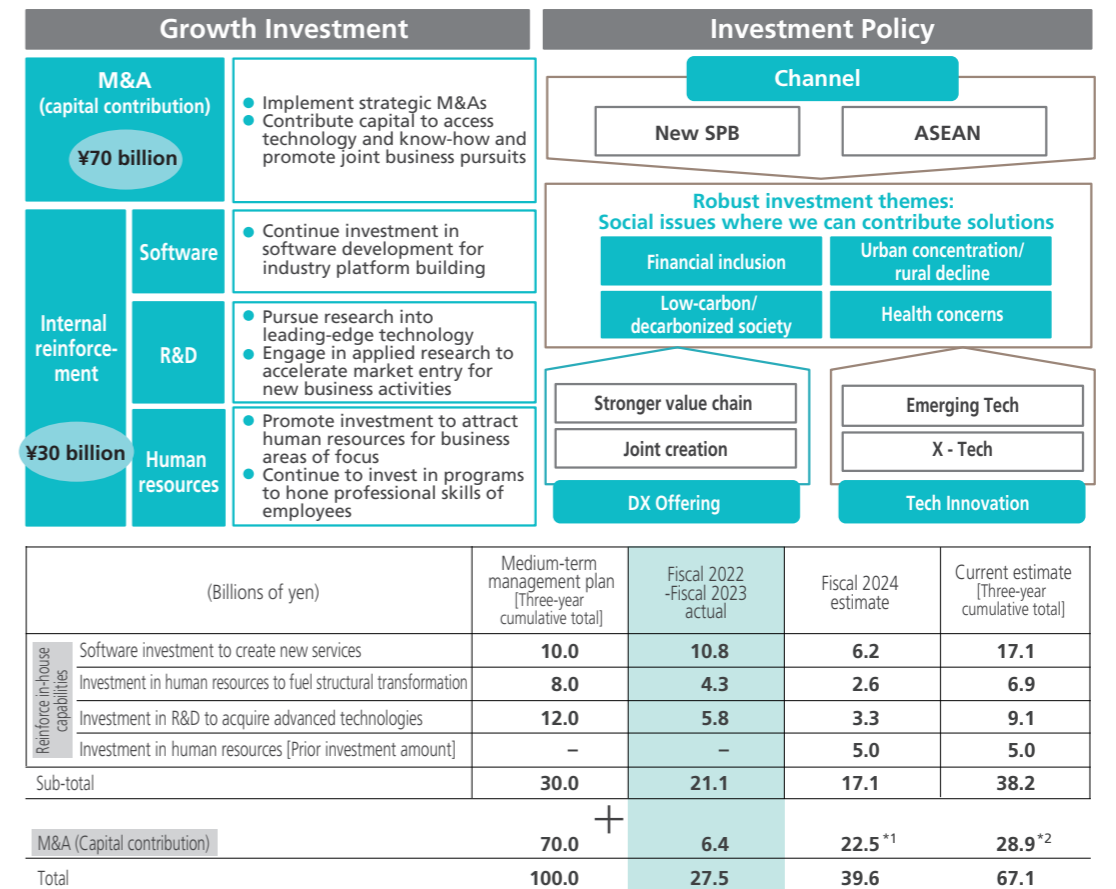 Growth Investment
M&A
(capital contribution)
¥70 billion
● Implement strategic M&As
● Contribute capital to access
technology and know-how and
promote joint business pursuits
Internal
reinforce-
ment
¥30 billion
Software
● Continue investment in
software development for
industry platform building
R&D
● Pursue research into
leading-edge technology
● Engage in applied research to
accelerate market entry for
new business activities
Human
resources
● Promote investment to attract
human resources for business
areas of focus
● Continue to invest in programs
to hone professional skills of
employees
Investment Policy
Channel
New SPB
ASEAN
Robust investment themes:
Social issues where we can contribute solutions
Financial inclusion
Urban concentration/
rural decline
Low-carbon/
decarbonized society
Health concerns
Stronger value chain
Joint creation
DX Offering
Emerging Tech
X - Tech
Tech Innovation
(Billions of yen)
Medium-term
management plan
[Three-year
cumulative total]
Fiscal 2022
-Fiscal 2023
actual
Fiscal 2024
estimate
Current estimate
[Three-year
cumulative total]
Reinforce in-house
capabilities
Software investment to create new services 10.0 10.8 6.2 17.1
Investment in human resources to fuel structural transformation 8.0 4.3 2.6 6.9
Investment in R&D to acquire advanced technologies 12.0 5.8 3.3 9.1
Investment in human resources [Prior investment amount] – – 5.0 5.0
Sub-total 30.0 21.1 17.1 38.2
+
M&A (Capital contribution) 70.0 6.4 22.5*1 28.9*2
Total 100.0 27.5 39.6 67.1